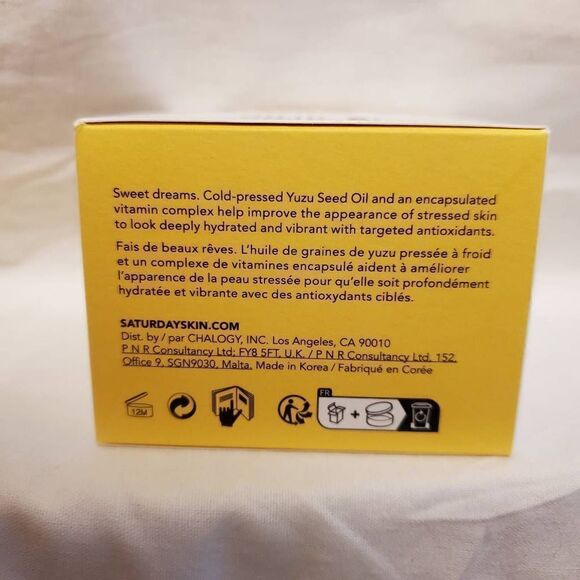 Sweet dreams. Cold-pressed Yuzu Seed Oil and an encapsulated
vitamin complex help improve the appearance of stressed skin
to look deeply hydrated and vibrant with targeted antioxidants.
Fais de beaux rêves. L'huile de graines de yuzu pressée à froid
et un complexe de vitamines encapsulé aident à améliorer
l'apparence de la peau stressée pour qu'elle soit profondément
hydratée et vibrante avec des antioxydants ciblés.
SATURDAYSKIN.COM
Dist. by / par CHALOGY, INC. Los Angeles, CA 90010
P N R Consultancy Ltd; FY8 5FT, U.K. / P N R Consultancy Ltd, 152,
Office 9, SGN9030, Malta. Made in Korea / Fabriqué en Corée
12M
FR
+